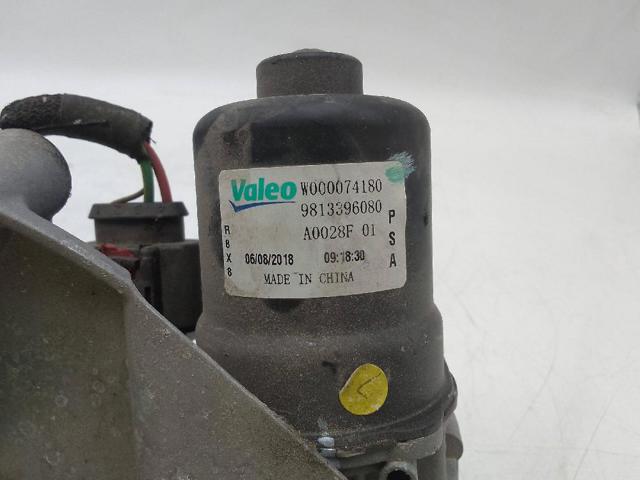 Valeo W000074180
9813396080
A0028F 01
R8X8
PSA
06/08/2018 09:18:30
MADE IN CHINA